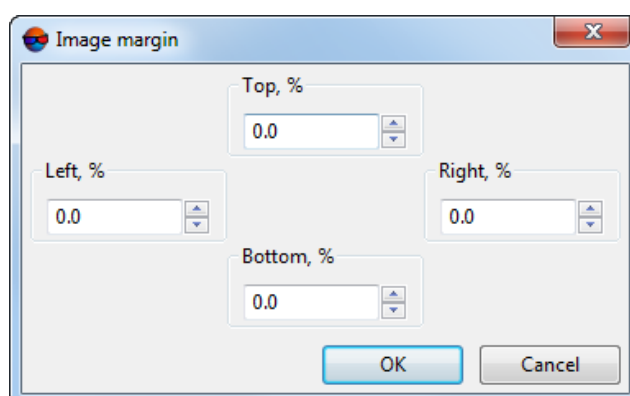 Image margin
Top, %
0.0
Left, %
Right, %
0.0
0.0
Bottom, %
0.0
OK
Cancel